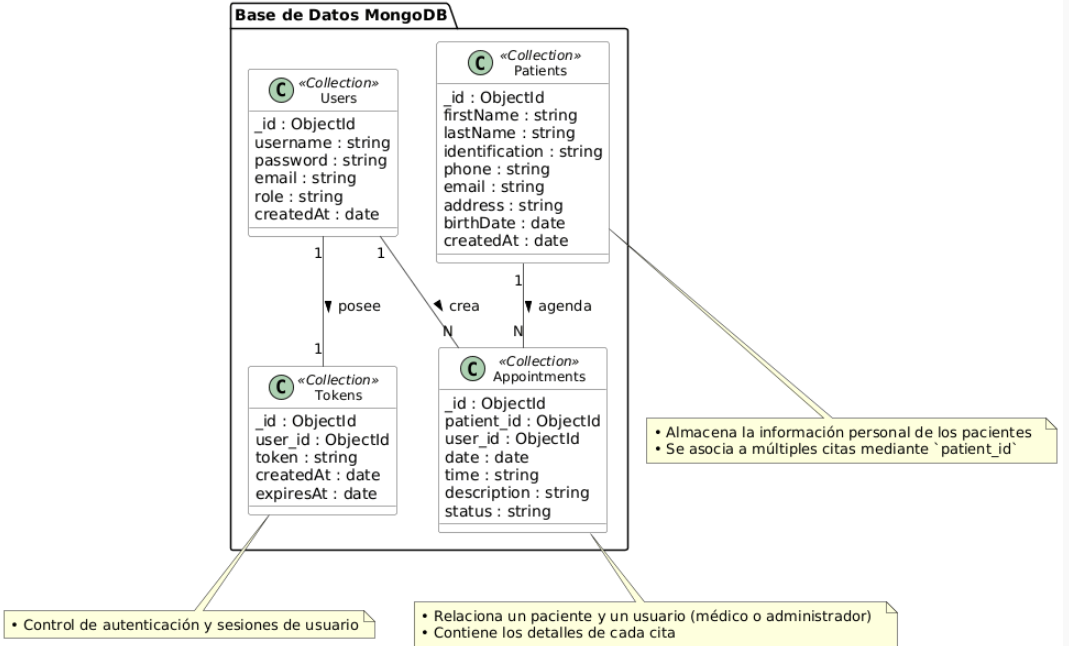 Base de Datos MongoDB
C «Collection»
Users
_id : ObjectId
username : string
password : string
email : string
role : string
createdAt : date
C «Collection»
Patients
_id : ObjectId
firstName : string
lastName : string
identification : string
phone : string
email : string
address : string
birthDate : date
createdAt : date
1
posee
1
1
crea
N
1
agenda
N
C «Collection»
Tokens
_id : ObjectId
user_id : ObjectId
token : string
createdAt : date
expiresAt : date
C «Collection»
Appointments
_id : ObjectId
patient_id : ObjectId
user_id : ObjectId
date : date
time : string
description : string
status : string
• Almacena la información personal de los pacientes
• Se asocia a múltiples citas mediante `patient_id`
• Control de autenticación y sesiones de usuario
• Relaciona un paciente y un usuario (médico o administrador)
• Contiene los detalles de cada cita